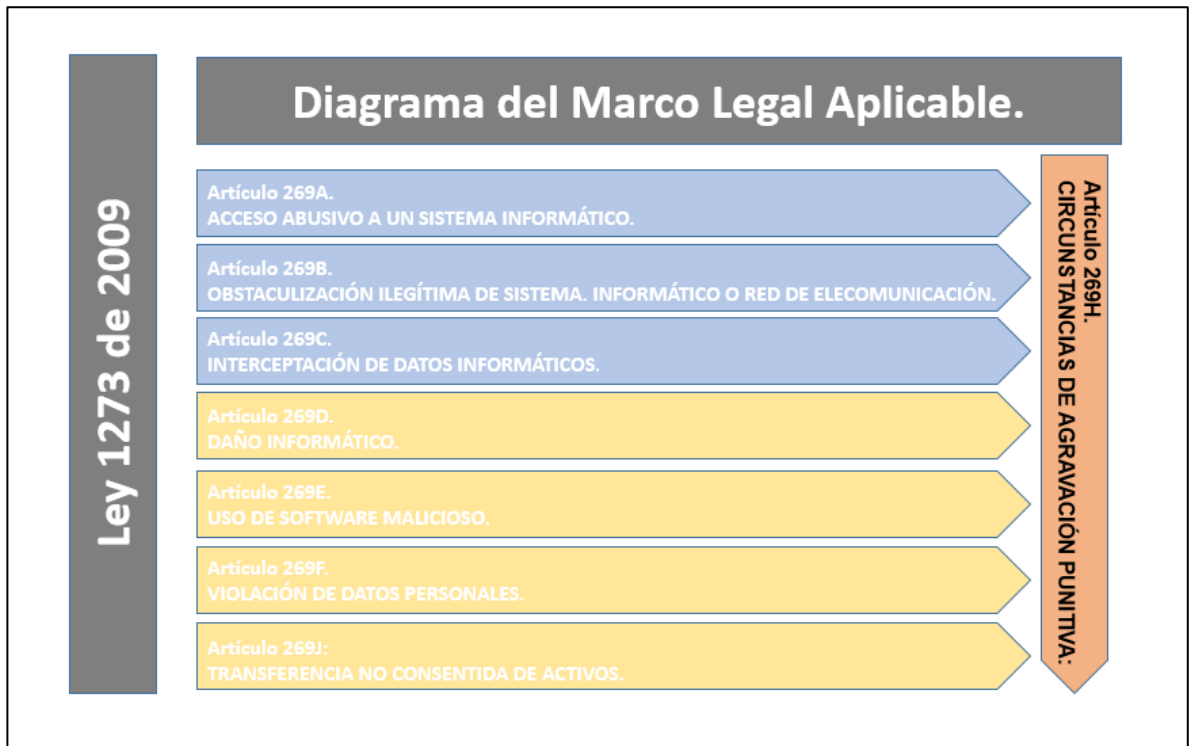 Ley 1273 de 2009
Diagrama del Marco Legal Aplicable.
Artículo 269A.
ACCESO ABUSIVO A UN SISTEMA INFORMÁTICO.
Artículo 269B.
OBSTACULIZACIÓN ILEGÍTIMA DE SISTEMA. INFORMÁTICO O RED DE ELECOMUNICACIÓN.
Artículo 269C.
INTERCEPTACIÓN DE DATOS INFORMÁTICOS.
Artículo 269D.
DAÑO INFORMÁTICO.
Artículo 269E.
USO DE SOFTWARE MALICIOSO.
Artículo 269F.
VIOLACIÓN DE DATOS PERSONALES.
Artículo 269J:
TRANSFERENCIA NO CONSENTIDA DE ACTIVOS.
Artículo 269H.
CIRCUNSTANCIAS DE AGRAVACIÓN PUNITIVA: